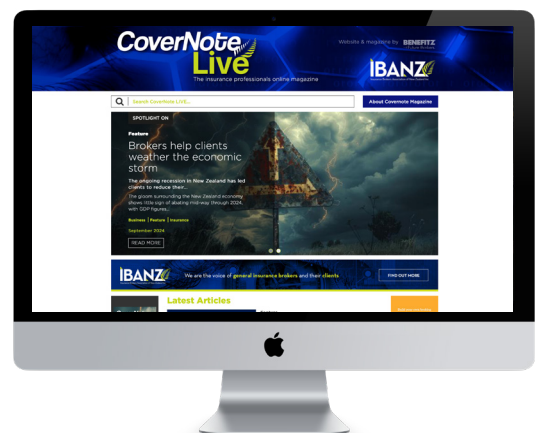 CoverNote
Live
The insurance professionals online magazine
Website & magazine by BENEFITZ
IBANZ
Search CoverNote LIVE...
About Covernote Magazine
SPOTLIGHT ON
Feature
Brokers help clients
weather the economic
storm
The ongoing recession in New Zealand has led
clients to reduce their...
The gloom surrounding the New Zealand economy
shows little sign of abating mid-way through 2024,
with GDP figures...
Business | Feature | Insurance
September 2024
READ MORE
IBANZ
We are the voice of general insurance brokers and their clients
FIND OUT MORE
Latest Articles